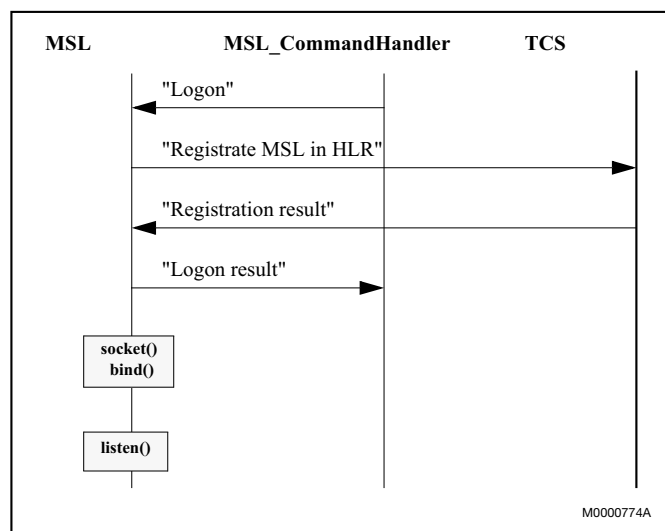 MSL MSL_CommandHandler TCS
"Logon"
"Registrate MSL in HLR"
"Registration result"
"Logon result"
socket()
bind()
listen()
M0000774A